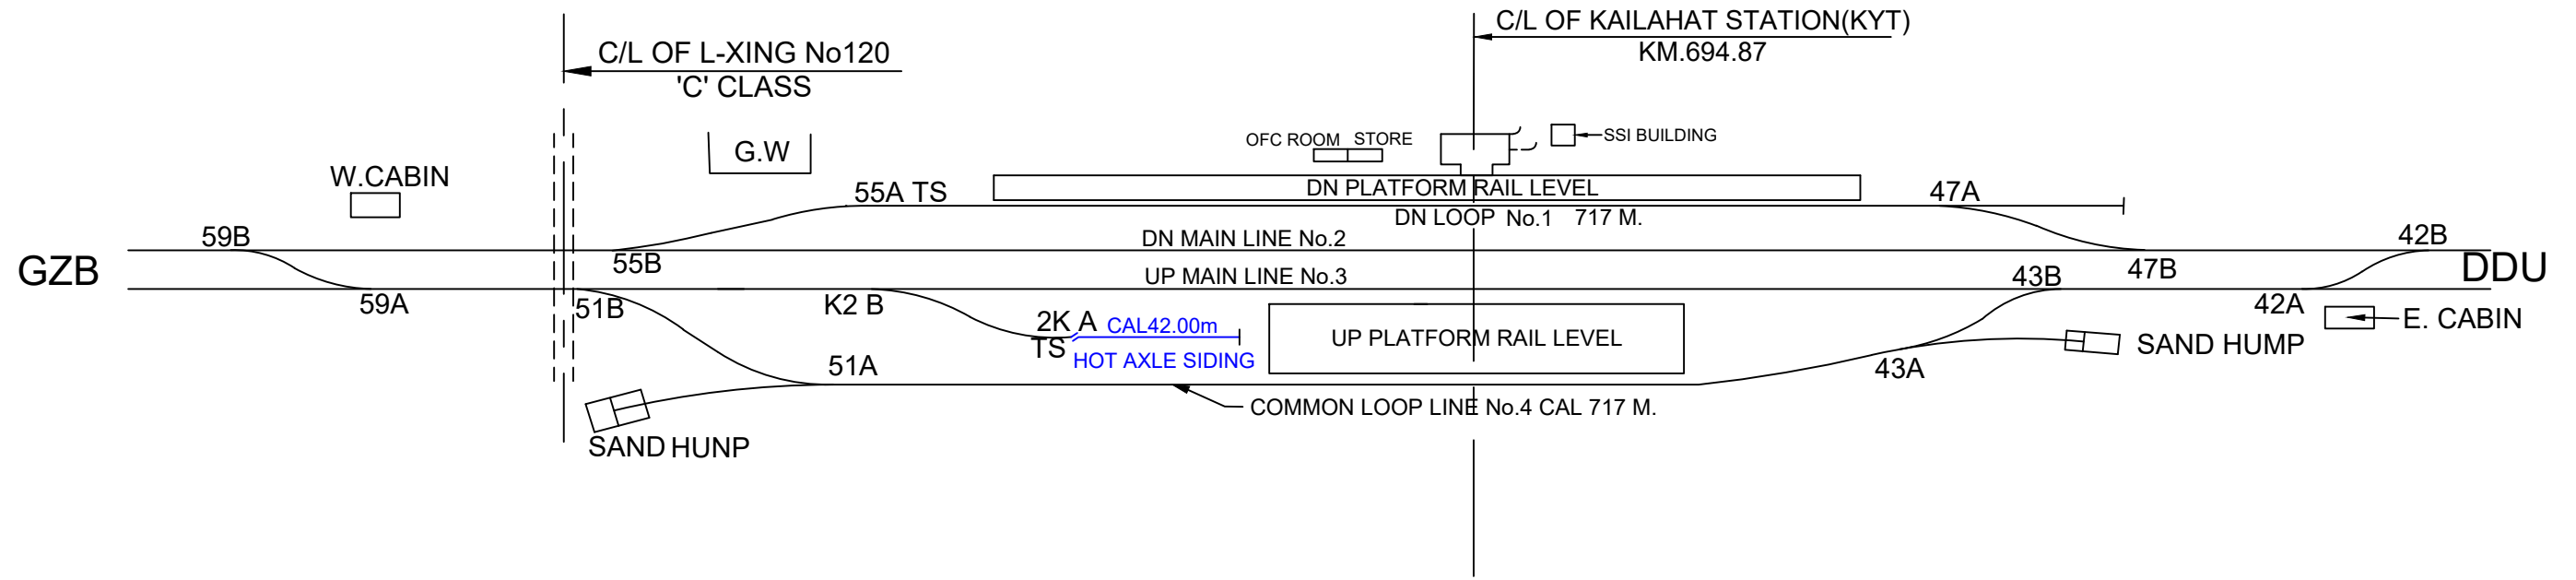 C/L OF KAILAHAT STATION(KYT)
KM.694.87
C/L OF L-XING No120
'C' CLASS
OFC ROOM STORE
SSI BUILDING
G.W
W.CABIN
DN PLATFORM RAIL LEVEL
55A TS
47A
DN LOOP No.1 717 M.
59B
DN MAIN LINE No.2
42B
GZB
55B
47B
DDU
UP MAIN LINE No.3
43B
59A
51B
K2 B
42A
2K A
TS
CAL42.00m
HOT AXLE SIDING
UP PLATFORM RAIL LEVEL
E. CABIN
SAND HUMP
51A
43A
COMMON LOOP LINE No.4 CAL 717 M.
SAND HUNP